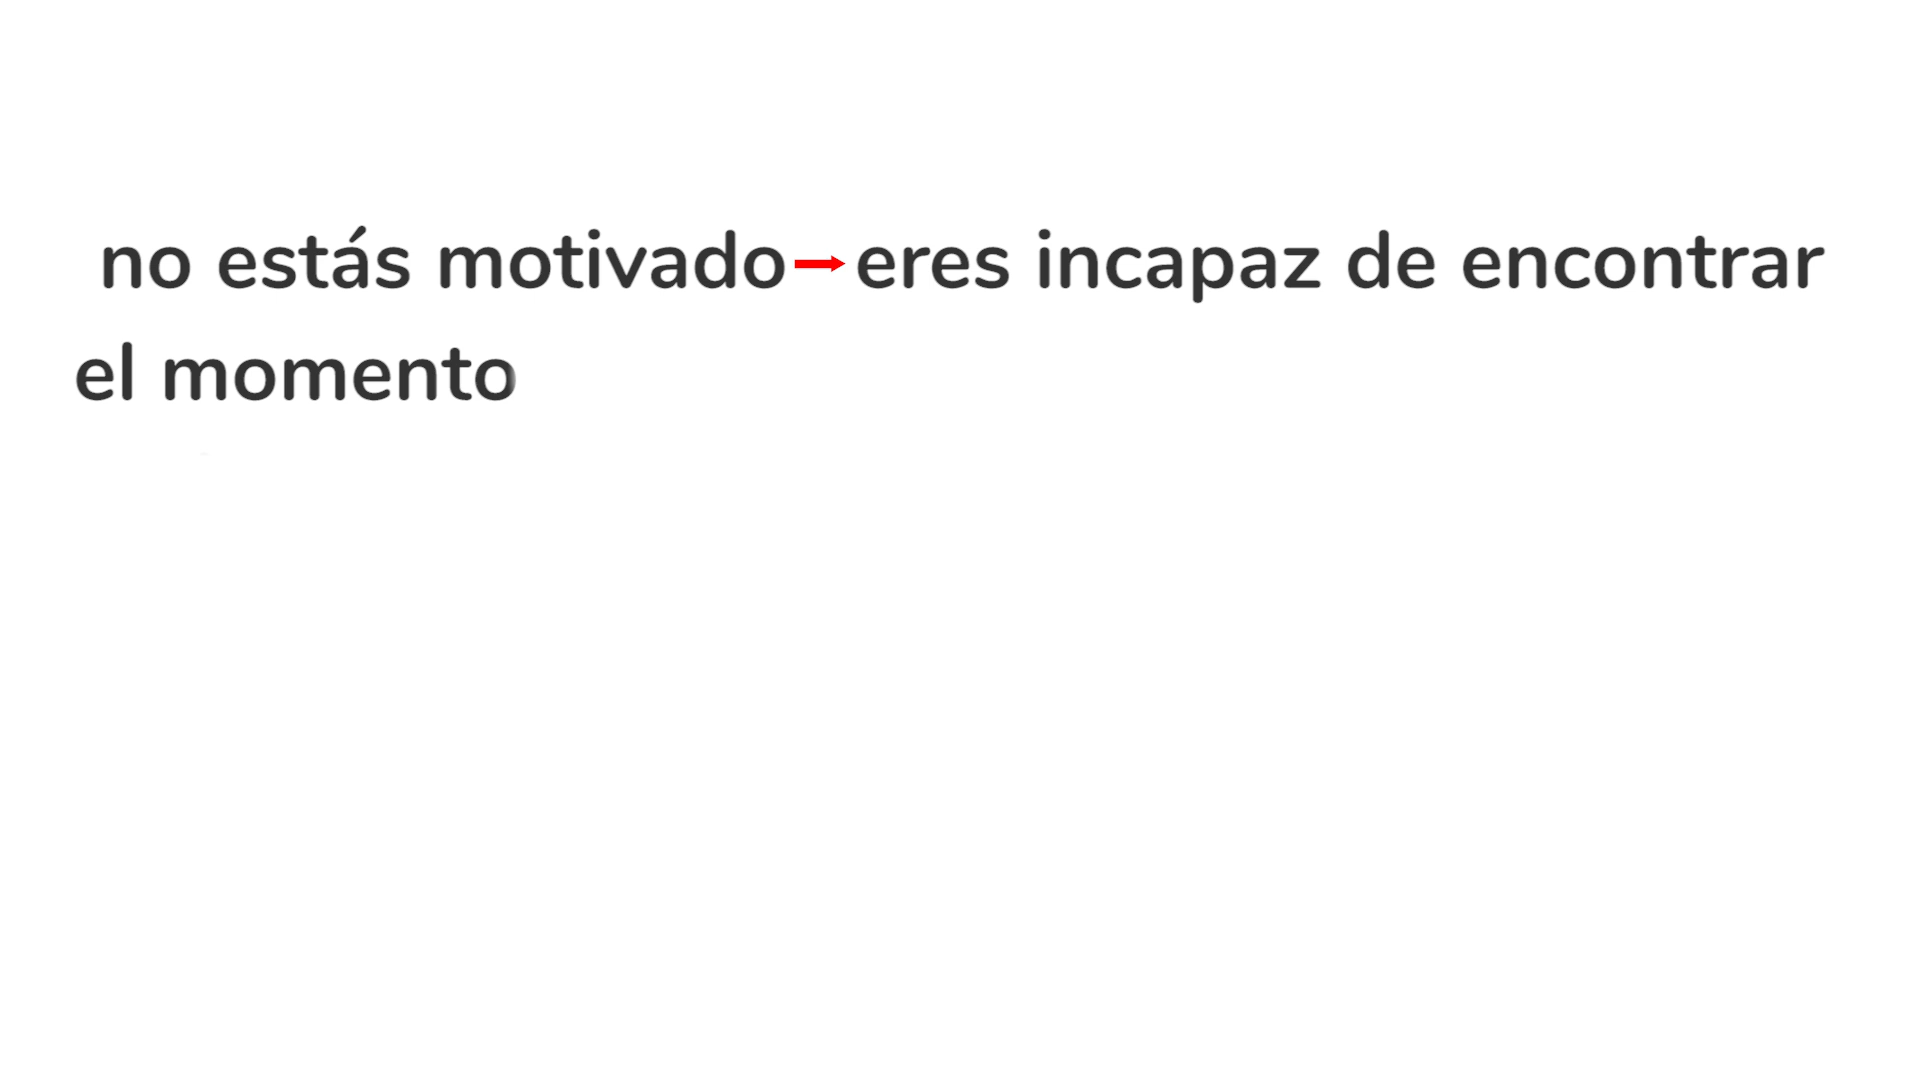 no estás motivado→eres incapaz de encontrar
el momento